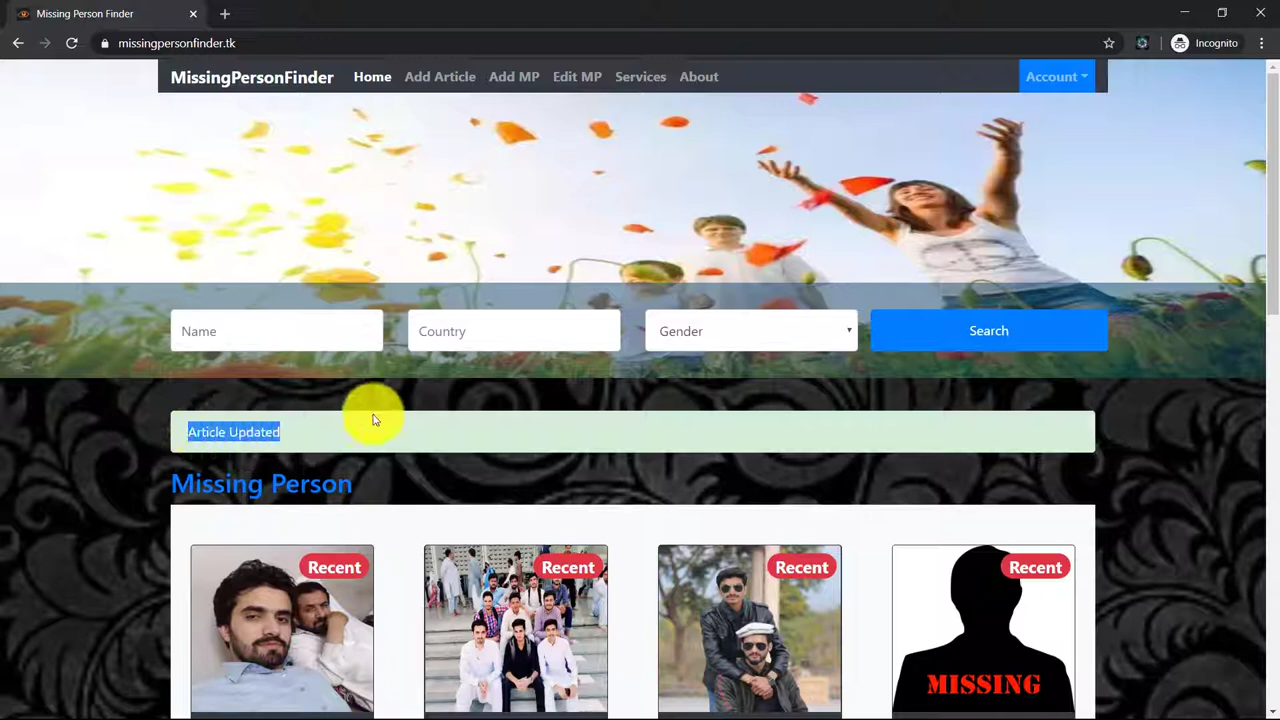 Missing Person Finder
missingpersonfinder.tk
Incognito
MissingPersonFinder Home Add Article Add MP Edit MP Services About Account
Name Country Gender Search
Article Updated
Missing Person
Recent Recent Recent Recent
MISSING